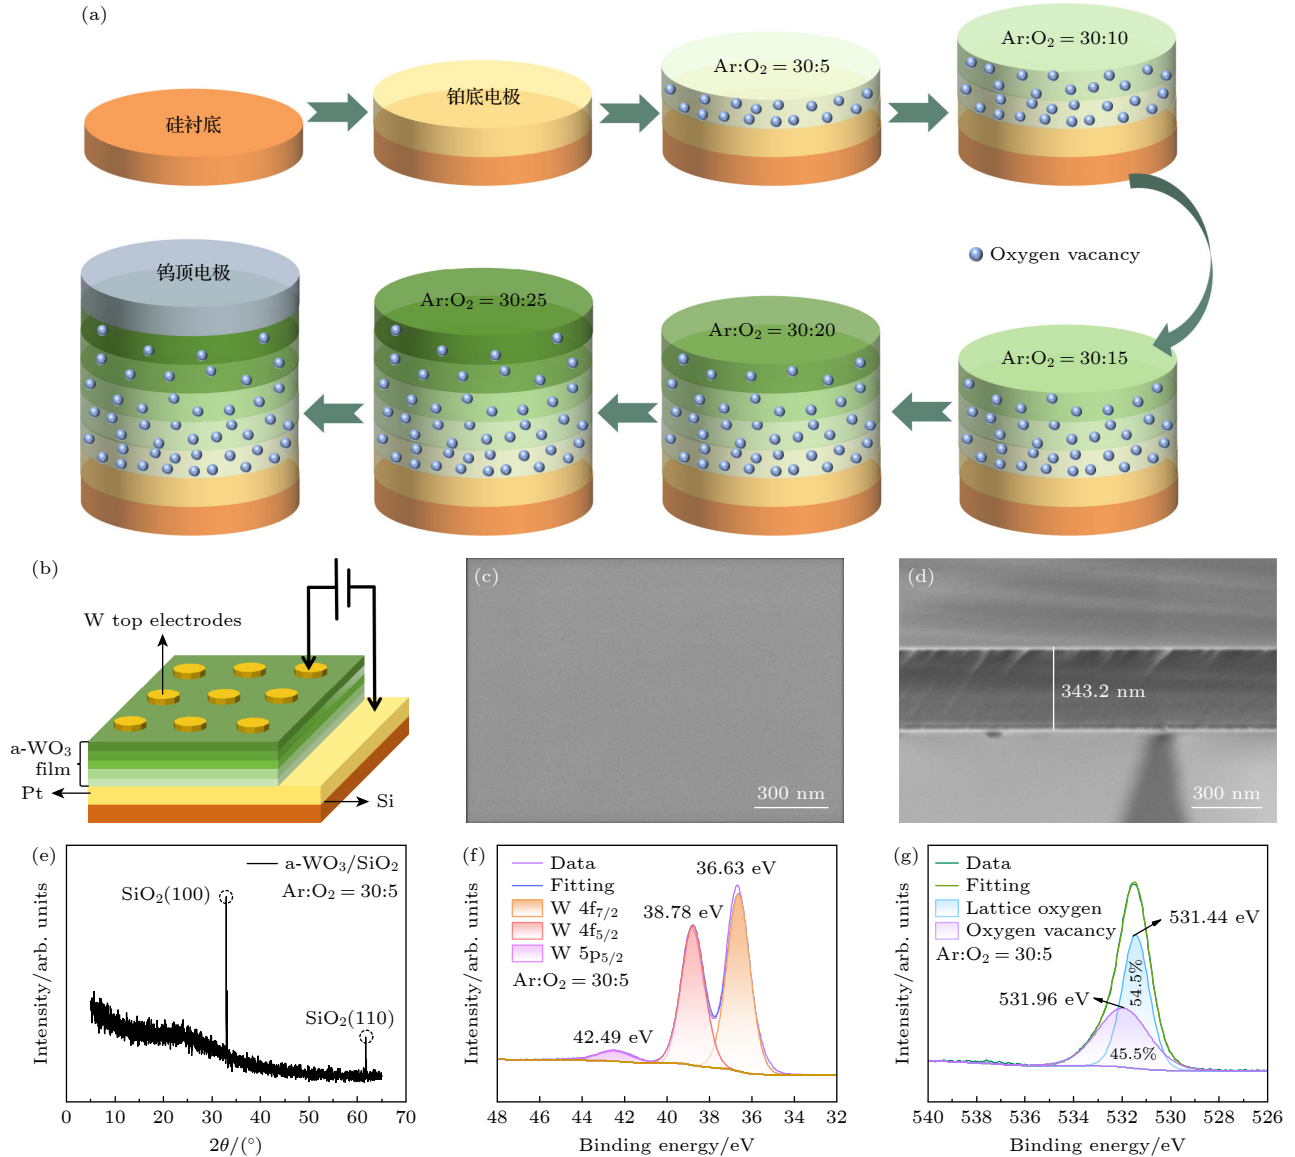 (a)
硅衬底
铂底电极
Ar:O₂ = 30:5
Ar:O₂ = 30:10
Oxygen vacancy
钨顶电极
Ar:O₂ = 30:25
Ar:O₂ = 30:20
Ar:O₂ = 30:15
(b)
W top electrodes
a-WO₃
film
Pt
Si
(c)
300 nm
(d)
343.2 nm
300 nm
(e)
a-WO₃/SiO₂
Ar:O₂ = 30:5
SiO₂(100)
SiO₂(110)
Intensity/arb. units
0 10 20 30 40 50 60 70
2θ/(°)
(f)
Data
Fitting
W 4f₇/₂
W 4f₅/₂
W 5p₅/₂
Ar:O₂ = 30:5
36.63 eV
38.78 eV
42.49 eV
Intensity/arb. units
48 46 44 42 40 38 36 34 32
Binding energy/eV
(g)
Data
Fitting
Lattice oxygen
Oxygen vacancy
Ar:O₂ = 30:5
531.44 eV
531.96 eV
54.5%
45.5%
Intensity/arb. units
540 538 536 534 532 530 528 526
Binding energy/eV